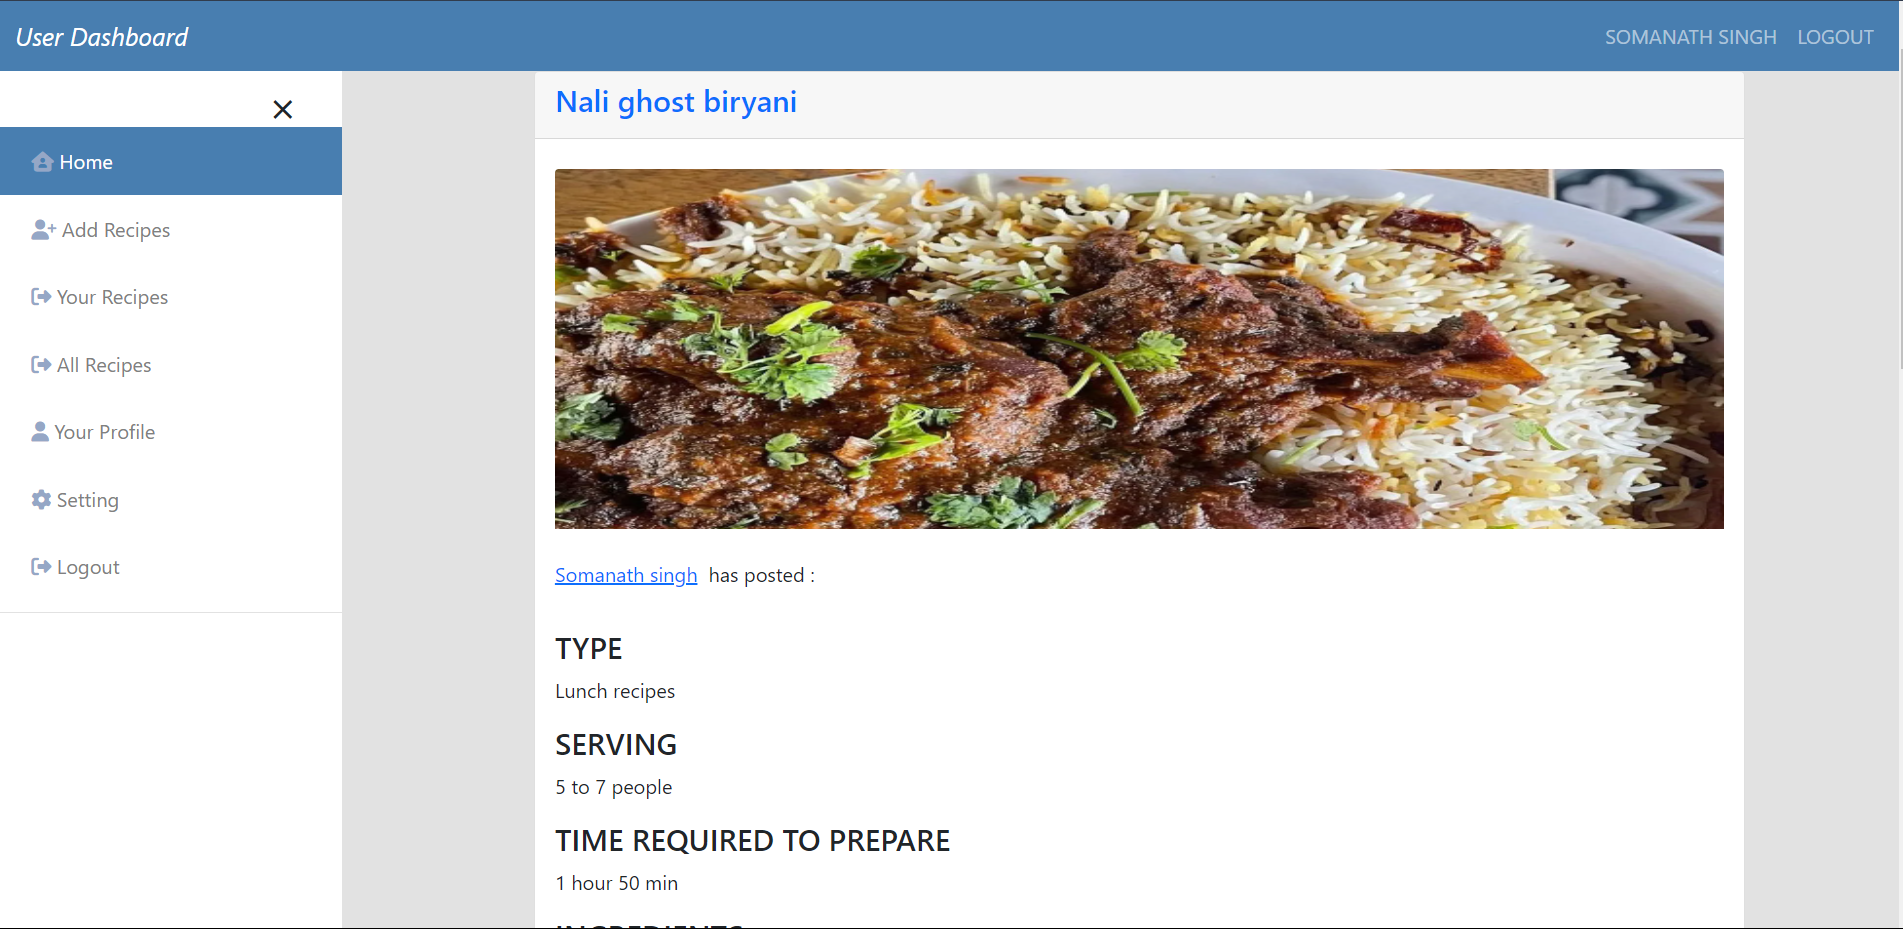 User Dashboard
SOMANATH SINGH LOGOUT
Home
Add Recipes
Your Recipes
All Recipes
Your Profile
Setting
Logout
Nali ghost biryani
Somanath singh has posted :
TYPE
Lunch recipes
SERVING
5 to 7 people
TIME REQUIRED TO PREPARE
1 hour 50 min
INGREDIENTS